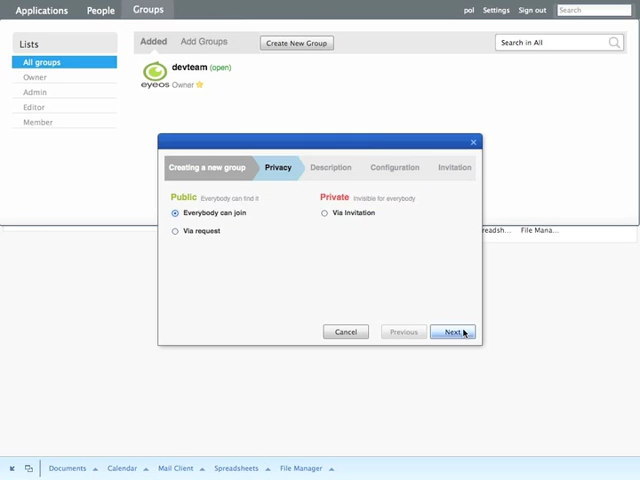 Applications People Groups pol Settings Sign out Search
Lists
All groups
Owner
Admin
Editor
Member
Added Add Groups Create New Group Search in All
devteam (open)
eyeos Owner
Creating a new group Privacy Description Configuration Invitation
Public Everybody can find it
Everybody can join
Via request
Private Invisible for everybody
Via Invitation
Cancel Previous Next
readsh... File Mana...
Documents Calendar Mail Client Spreadsheets File Manager